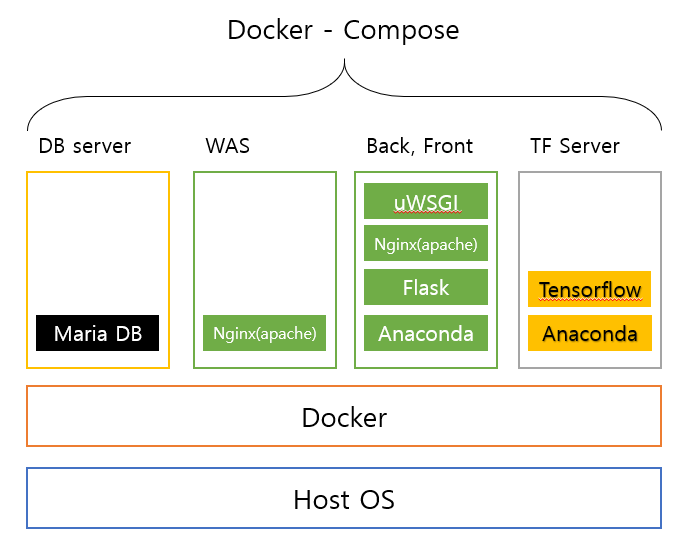 Docker - Compose
DB server
WAS
Back, Front
TF Server
Maria DB
Nginx(apache)
uWSGI
Nginx(apache)
Flask
Anaconda
Tensorflow
Anaconda
Docker
Host OS